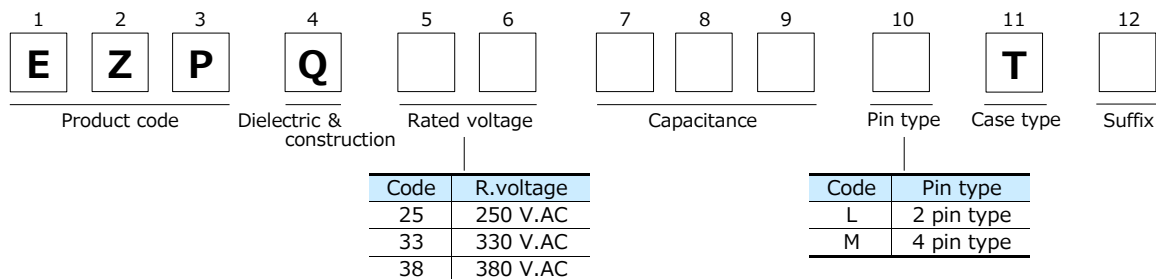 1 2 3 4 5 6 7 8 9 10 11 12
E Z P Q T
Product code Dielectric & construction Rated voltage Capacitance Pin type Case type Suffix
Code R.voltage
25 250 V.AC
33 330 V.AC
38 380 V.AC
Code Pin type
L 2 pin type
M 4 pin type